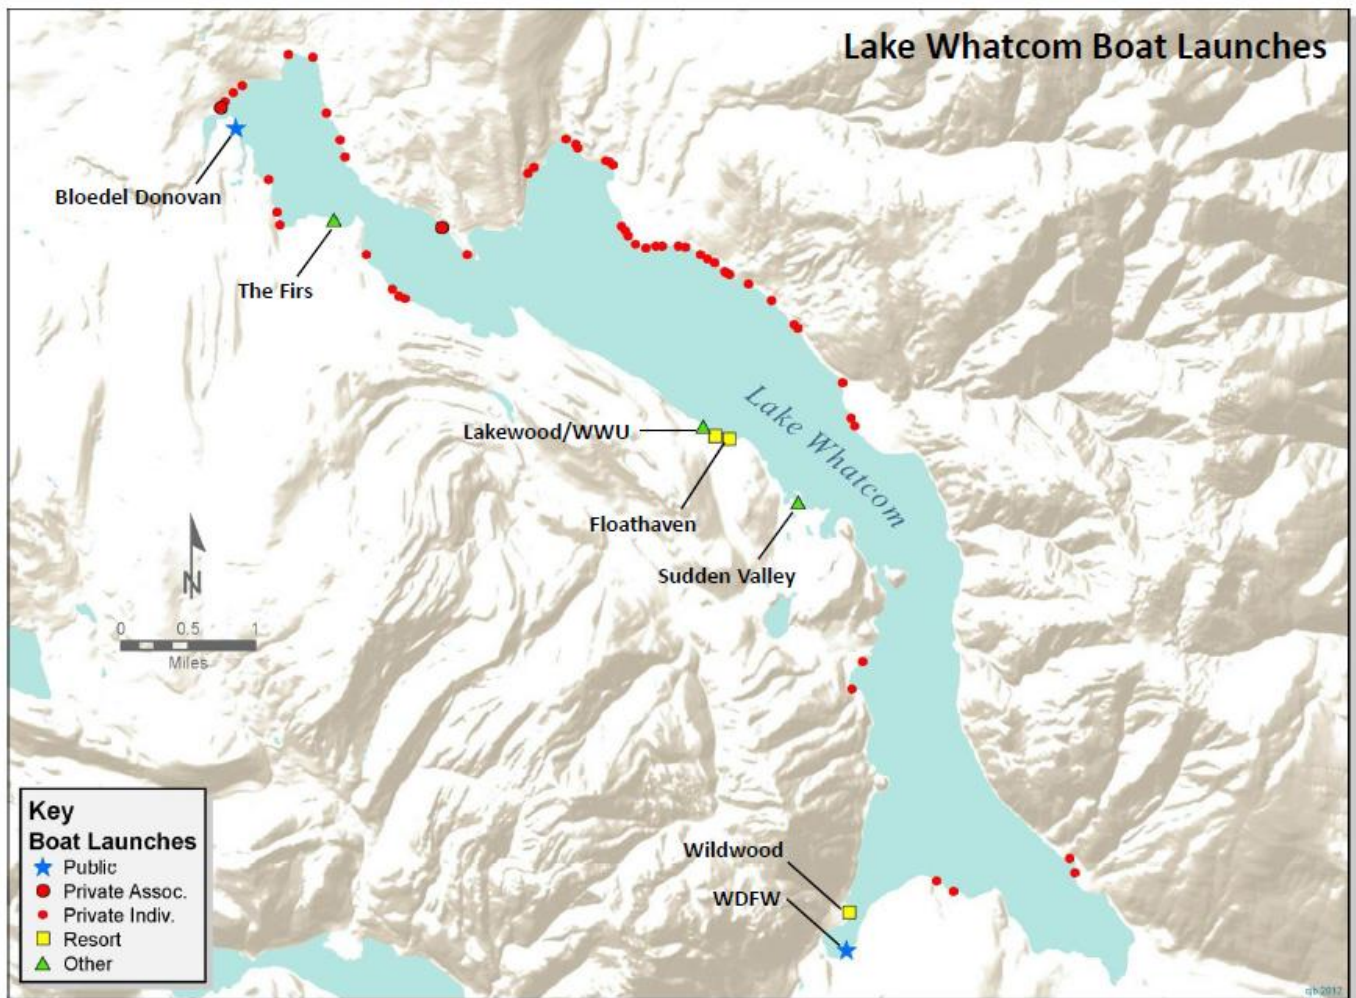 Lake Whatcom Boat Launches
Bloedel Donovan
The Firs
Lakewood/WWU
Lake Whatcom
Floathaven
Sudden Valley
N
0 0.5 1
Miles
Wildwood
WDFW
Key
Boat Launches
Public
Private Assoc.
Private Indiv.
Resort
Other